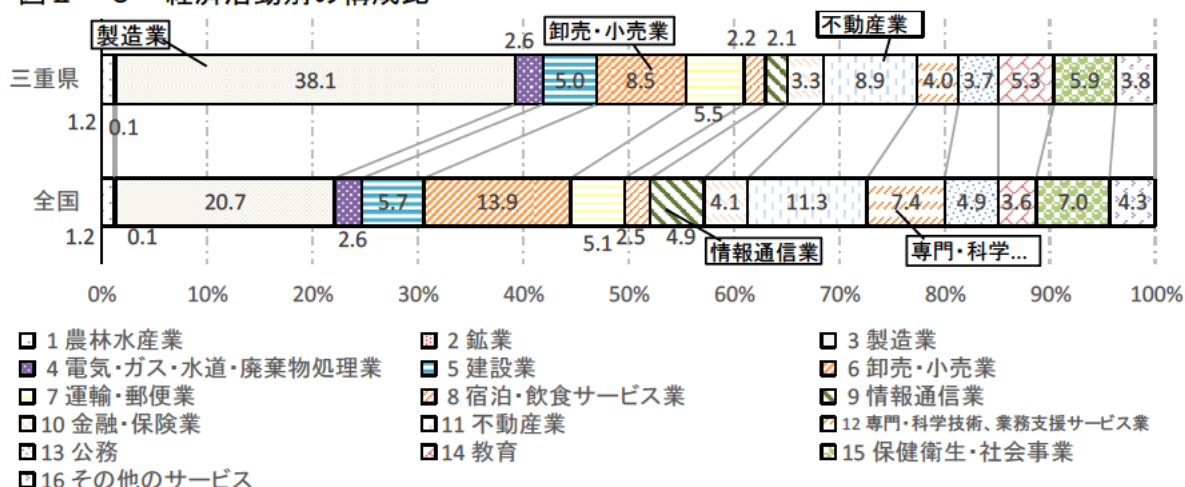 製造業
卸売・小売業
不動産業
2.6
2.2
2.1
三重県
38.1
5.0
8.5
3.3
8.9
4.0
3.7
5.3
5.9
3.8
1.2
0.1
5.5
全国
20.7
5.7
13.9
4.1
11.3
7.4
4.9
3.6
7.0
4.3
1.2
0.1
2.6
5.1
2.5
4.9
情報通信業
専門・科学...
0%
10%
20%
30%
40%
50%
60%
70%
80%
90%
100%
1 農林水産業
2 鉱業
3 製造業
4 電気・ガス・水道・廃棄物処理業
5 建設業
6 卸売・小売業
7 運輸・郵便業
8 宿泊・飲食サービス業
9 情報通信業
10 金融・保険業
11 不動産業
12 専門・科学技術、業務支援サービス業
13 公務
14 教育
15 保健衛生・社会事業
16 その他のサービス